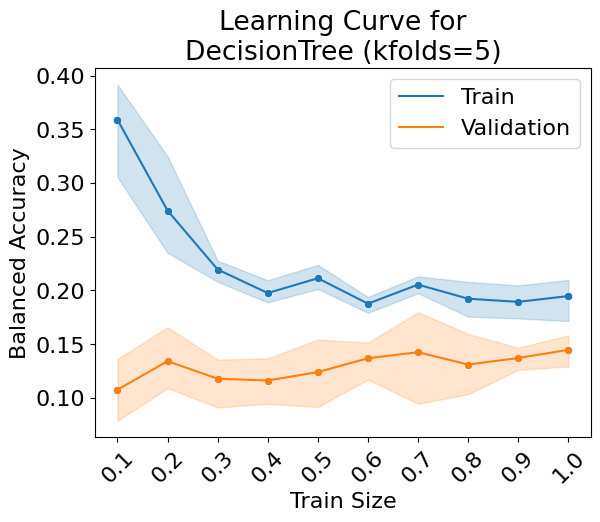 Learning Curve for
DecisionTree (kfolds=5)
Train
Validation
Balanced Accuracy
0.40
0.35
0.30
0.25
0.20
0.15
0.10
0.1 0.2 0.3 0.4 0.5 0.6 0.7 0.8 0.9 1.0
Train Size